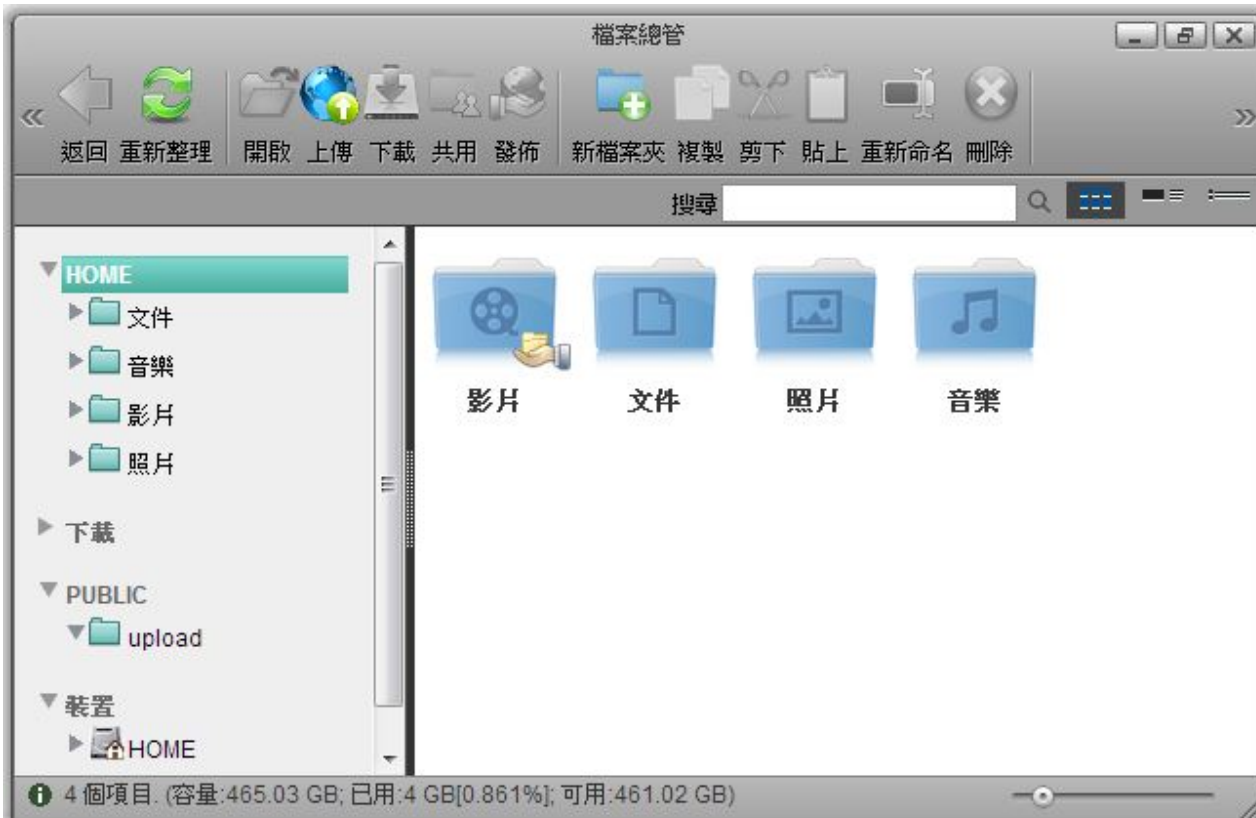 檔案總管
返回 重新整理 開啟 上傳 下載 共用 發佈 新檔案夾 複製 剪下 貼上 重新命名 刪除
搜尋
HOME
文件
音樂
影片
照片
下載
PUBLIC
upload
裝置
HOME
影片 文件 照片 音樂
4 個項目. (容量:465.03 GB; 已用:4 GB[0.861%]; 可用:461.02 GB)